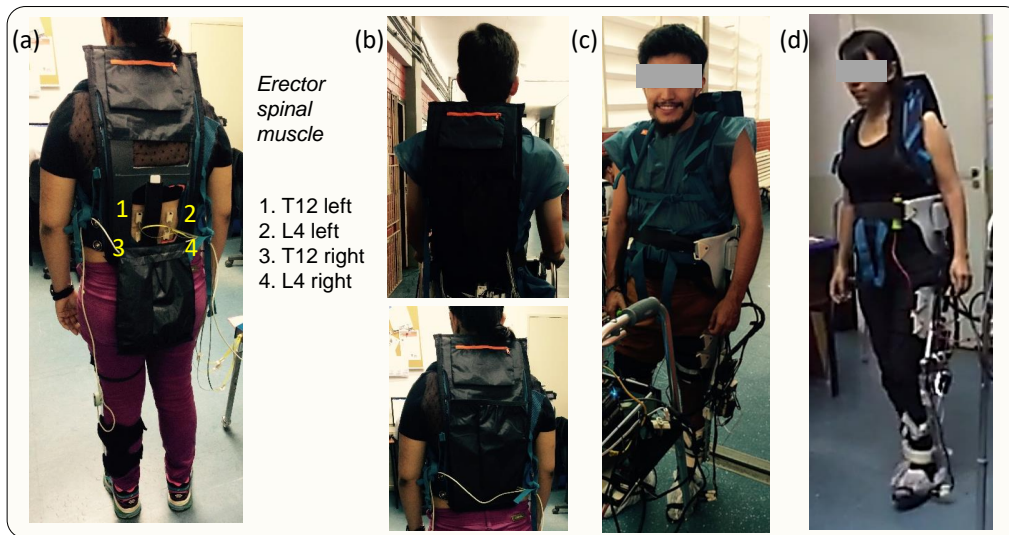 (a)
(b)
(c)
(d)
Erector
spinal
muscle
1
2
3
4
1. T12 left
2. L4 left
3. T12 right
4. L4 right